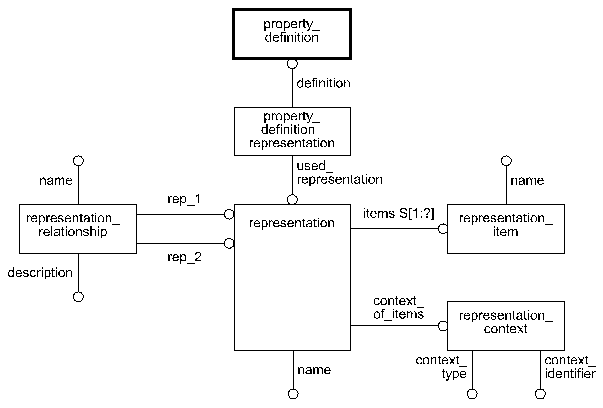 property_
definition
definition
property_
definition
representation
used_
representation
name
name
rep_1
items S[1:?]
representation_
relationship
representation
representation_
item
rep_2
description
context_
of_items
representation_
context
name
context_
type
context_
identifier